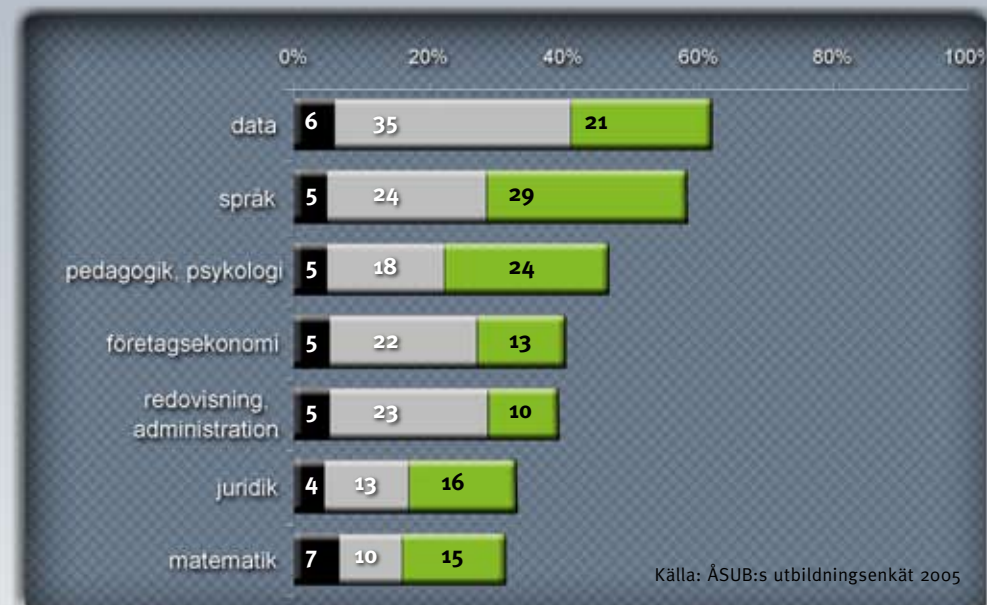 0% 20% 40% 60% 80% 100%
data 6 35 21
språk 5 24 29
pedagogik, psykologi 5 18 24
företagsekonomi 5 22 13
redovisning,
administration 5 23 10
juridik 4 13 16
matematik 7 10 15
Källa: ÅSUB:s utbildningsenkät 2005